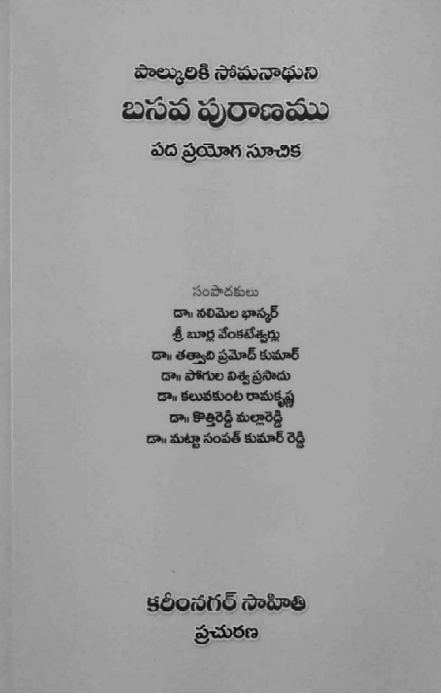 పాల్కురికి సోమనాథుని
బసవ పురాణము
పద ప్రయోగ సూచిక
సంపాదకులు
డా॥ నలిమెల భాస్కర్
శ్రీ బూర్ల వేంకటేశ్వర్లు
డా॥ తత్వాది ప్రమోద్ కుమార్
డా॥ పోగుల విశ్వ ప్రసాదు
డా॥ కలువకుంట రామకృష్ణ
డా॥ కొత్తిరెడ్డి మల్లారెడ్డి
డా॥ మట్టా సంపత్ కుమార్ రెడ్డి
కరీంనగర్ సాహితి
ప్రచురణ